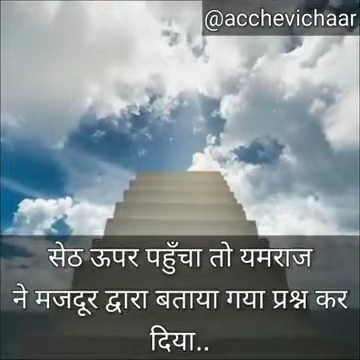 @acchevichaar
सेठ ऊपर पहुँचा तो यमराज
ने मजदूर द्वारा बताया गया प्रश्न कर
दिया..